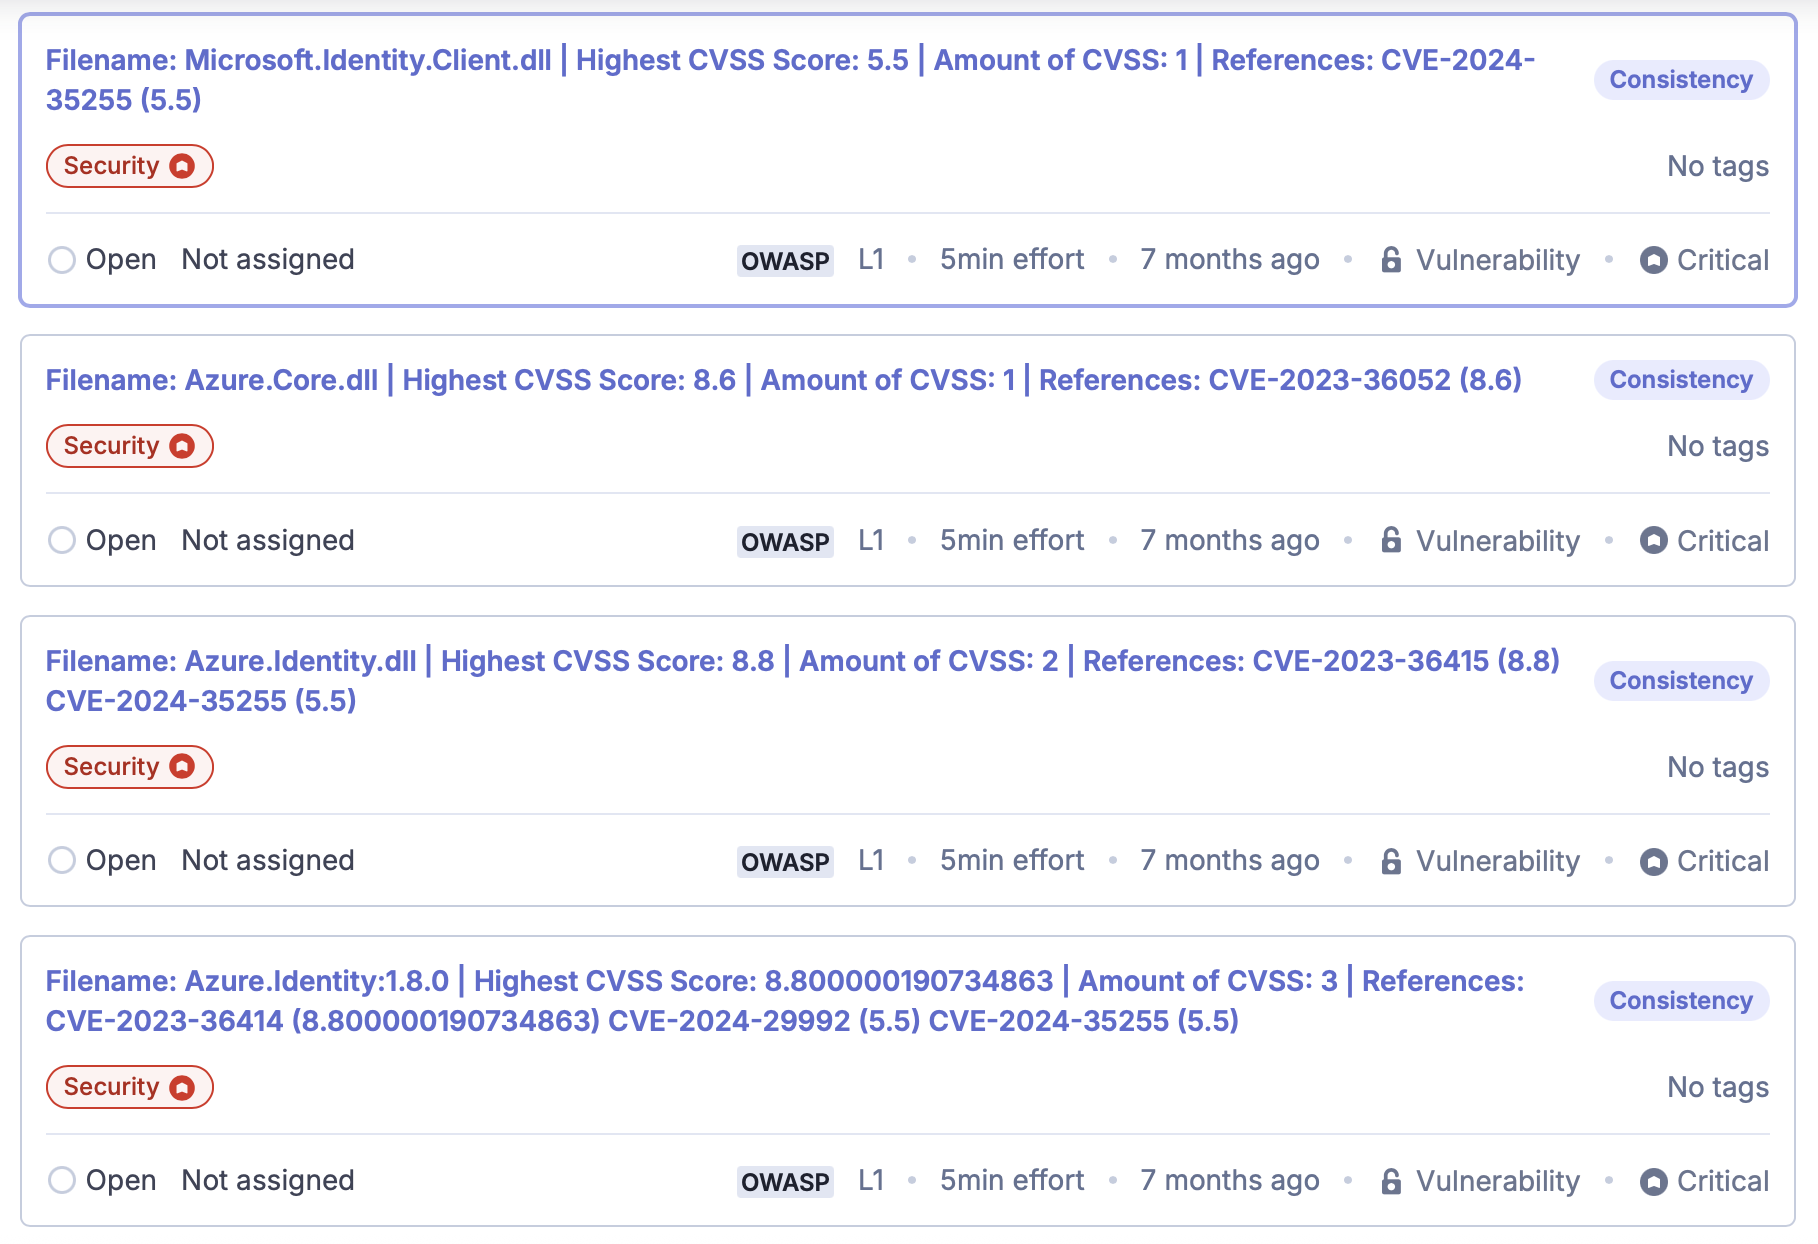 Filename: Microsoft.Identity.Client.dll | Highest CVSS Score: 5.5 | Amount of CVSS: 1 | References: CVE-2024-
35255 (5.5)
Consistency
Security
No tags
Open Not assigned OWASP L1 • 5min effort • 7 months ago • Vulnerability • Critical
Filename: Azure.Core.dll | Highest CVSS Score: 8.6 | Amount of CVSS: 1 | References: CVE-2023-36052 (8.6)
Consistency
Security
No tags
Open Not assigned OWASP L1 • 5min effort • 7 months ago • Vulnerability • Critical
Filename: Azure.Identity.dll | Highest CVSS Score: 8.8 | Amount of CVSS: 2 | References: CVE-2023-36415 (8.8)
CVE-2024-35255 (5.5)
Consistency
Security
No tags
Open Not assigned OWASP L1 • 5min effort • 7 months ago • Vulnerability • Critical
Filename: Azure.Identity:1.8.0 | Highest CVSS Score: 8.800000190734863 | Amount of CVSS: 3 | References:
CVE-2023-36414 (8.800000190734863) CVE-2024-29992 (5.5) CVE-2024-35255 (5.5)
Consistency
Security
No tags
Open Not assigned OWASP L1 • 5min effort • 7 months ago • Vulnerability • Critical